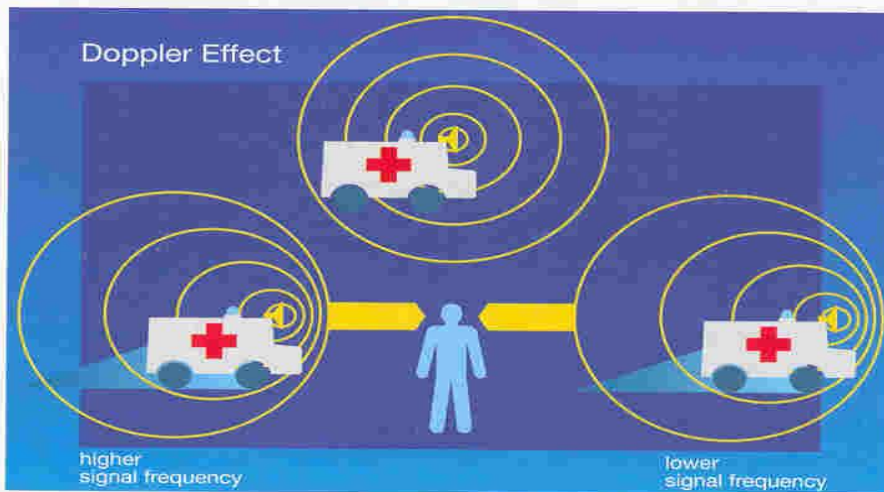 Doppler Effect
higher
signal frequency
lower
signal frequency